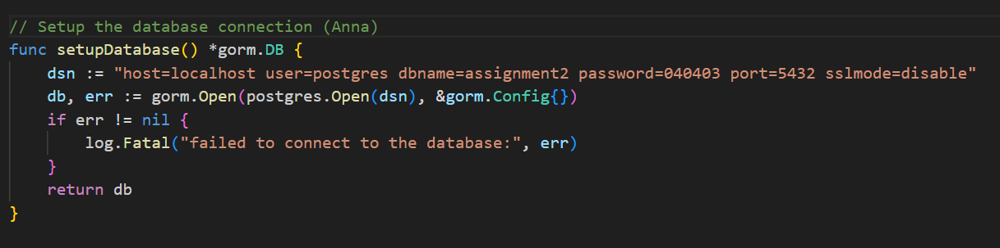 // Setup the database connection (Anna)
func setupDatabase() *gorm.DB {
    dsn := "host=localhost user=postgres dbname=assignment2 password=040403 port=5432 sslmode=disable"
    db, err := gorm.Open(postgres.Open(dsn), &gorm.Config{})
    if err != nil {
        log.Fatal("failed to connect to the database:", err)
    }
    return db
}